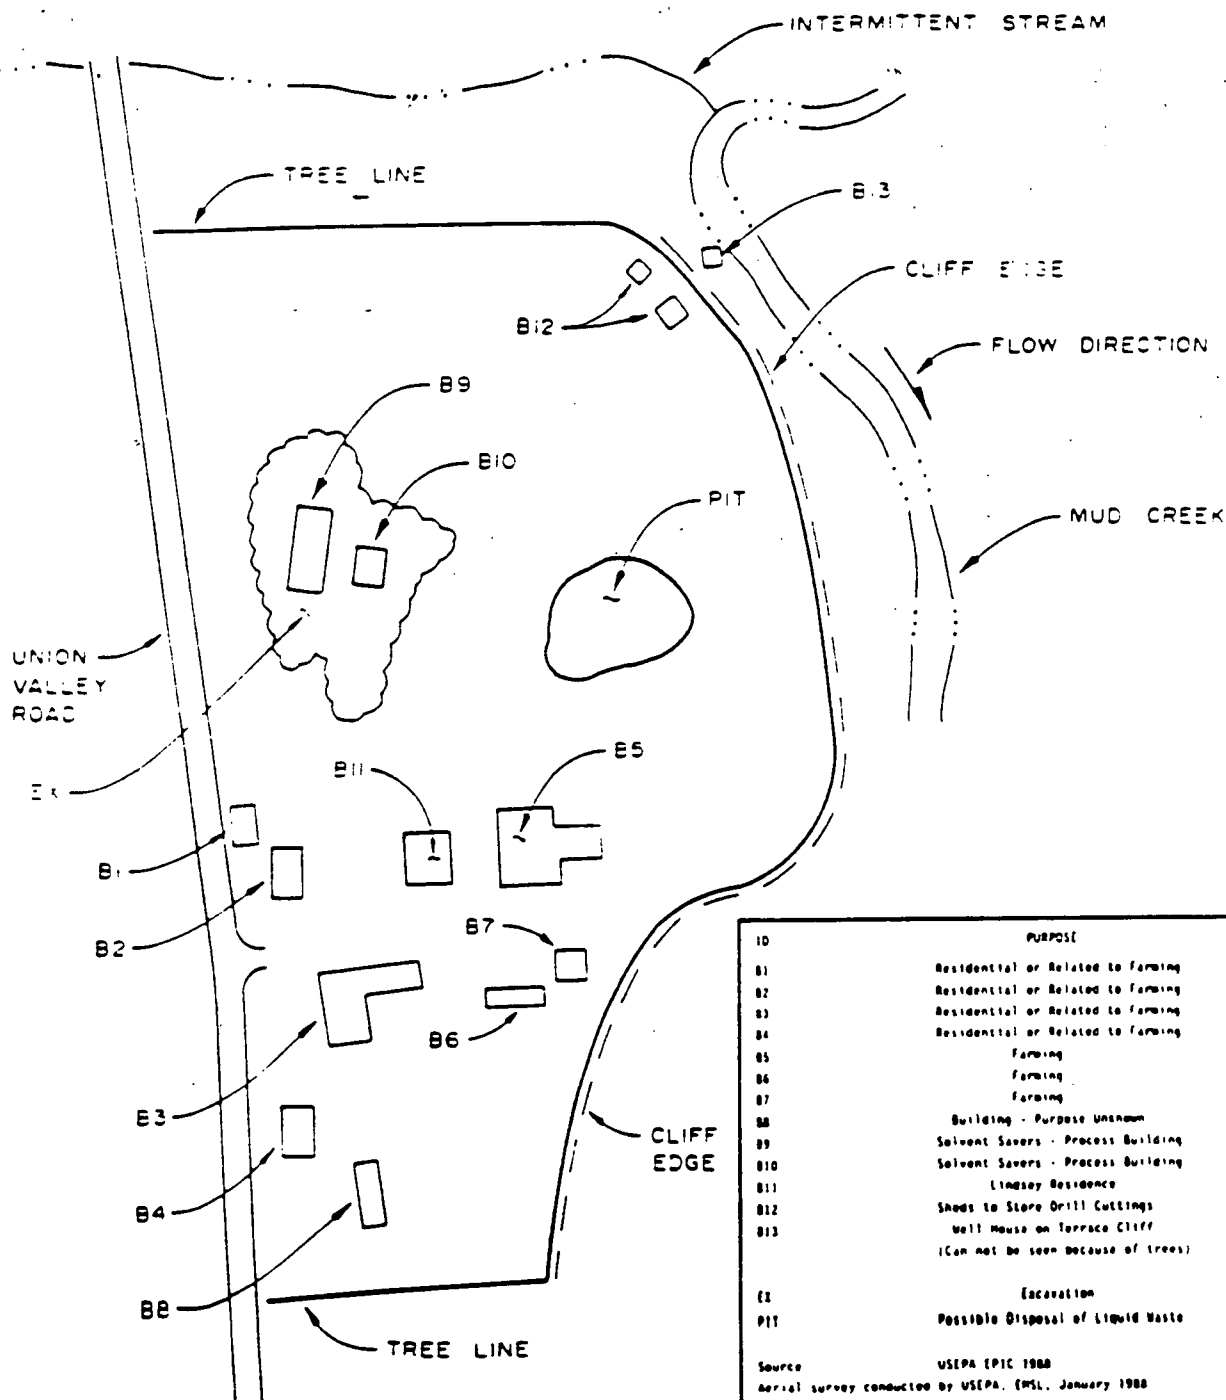 INTERMITTENT STREAM
TREE LINE
B13
CLIFF EDGE
B12
FLOW DIRECTION
B9
B10
PIT
MUD CREEK
UNION
VALLEY
ROAD
EX
B11
B5
B1
B2
B7
B6
B3
CLIFF
EDGE
B4
B8
TREE LINE
ID PURPOSE
B1 Residential or Related to Farming
B2 Residential or Related to Farming
B3 Residential or Related to Farming
B4 Residential or Related to Farming
B5 Farming
B6 Farming
B7 Farming
B8 Building - Purpose Unknown
B9 Solvent Savers - Process Building
B10 Solvent Savers - Process Building
B11 Lindsey Residence
B12 Sheds to Store Drill Cuttings
B13 Well House on Terrace Cliff
(Can not be seen because of trees)
EX Excavation
PIT Possible Disposal of Liquid Waste
Source USEPA EPIC 1988
Aerial survey conducted by USEPA, EMSL, January 1988